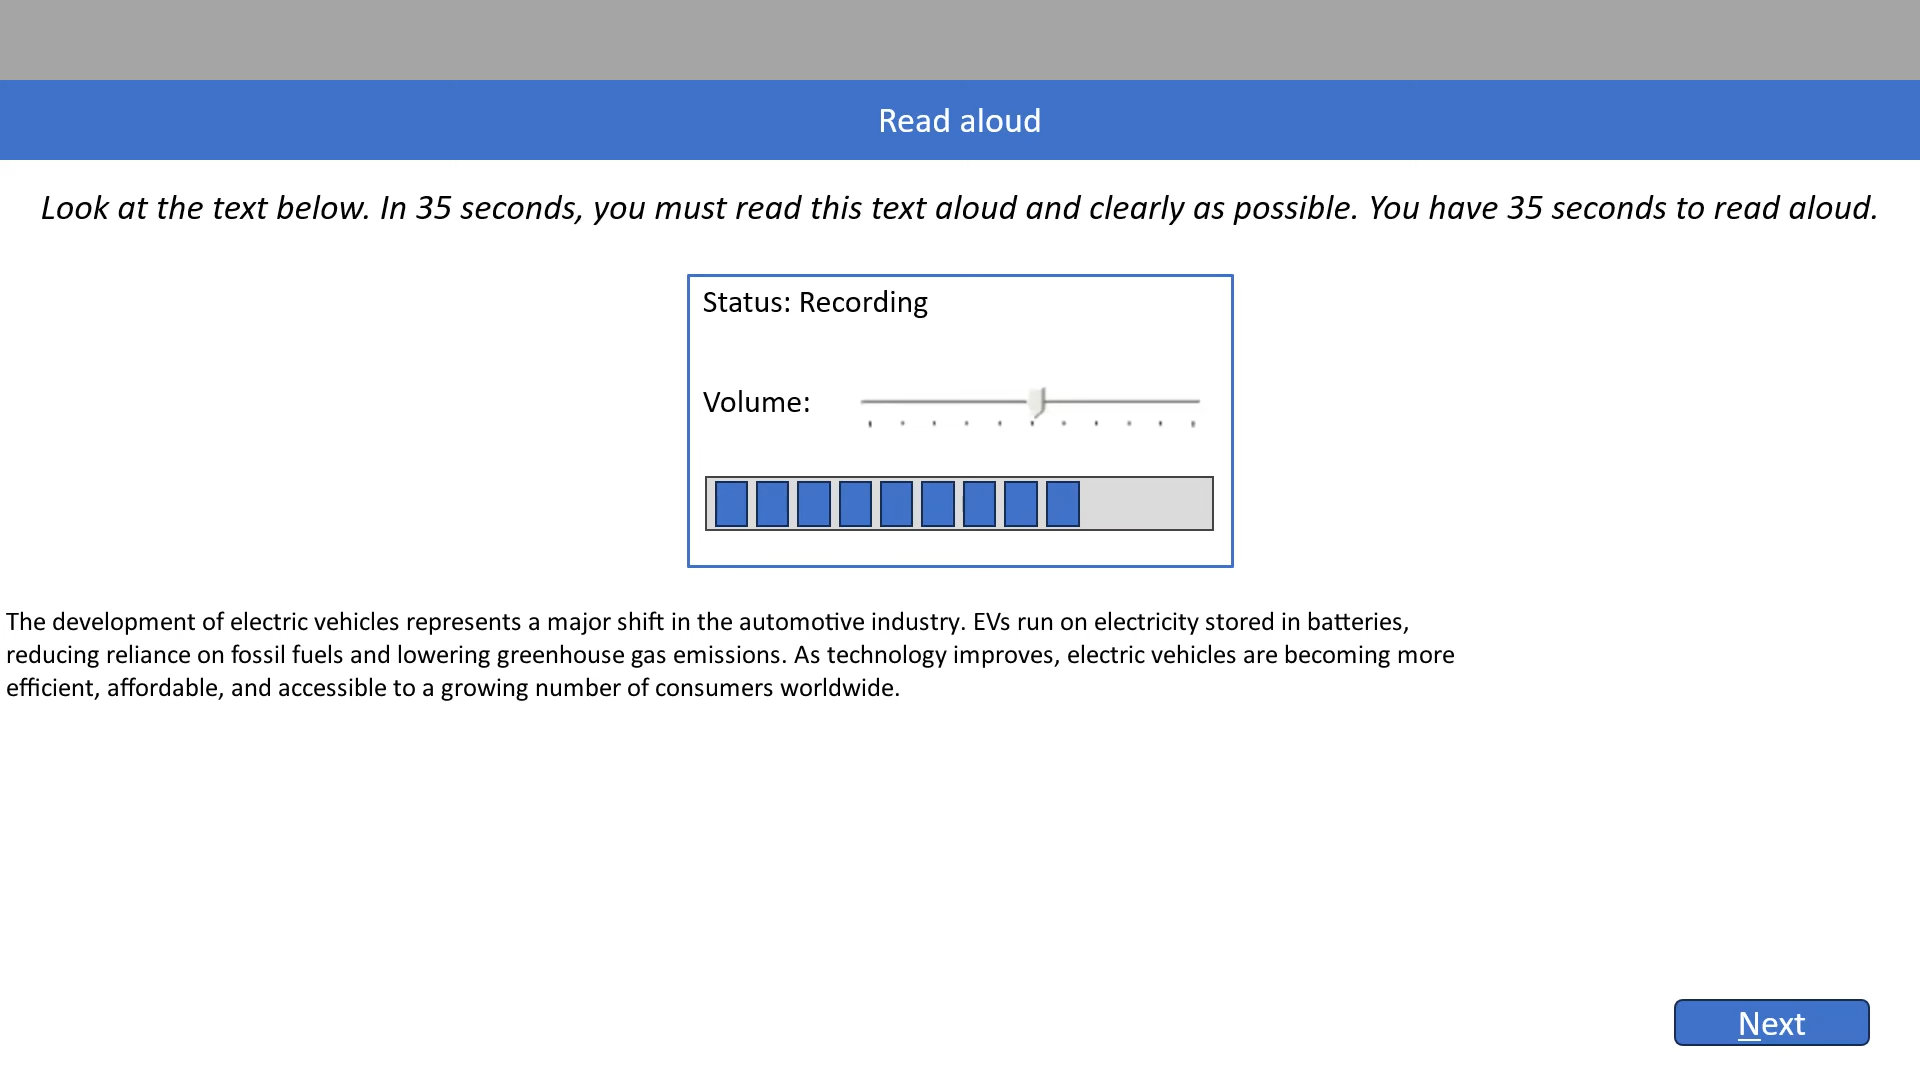 Read aloud
Look at the text below. In 35 seconds, you must read this text aloud and clearly as possible. You have 35 seconds to read aloud.
Status: Recording
Volume:
The development of electric vehicles represents a major shift in the automotive industry. EVs run on electricity stored in batteries,
reducing reliance on fossil fuels and lowering greenhouse gas emissions. As technology improves, electric vehicles are becoming more
efficient, affordable, and accessible to a growing number of consumers worldwide.
Next